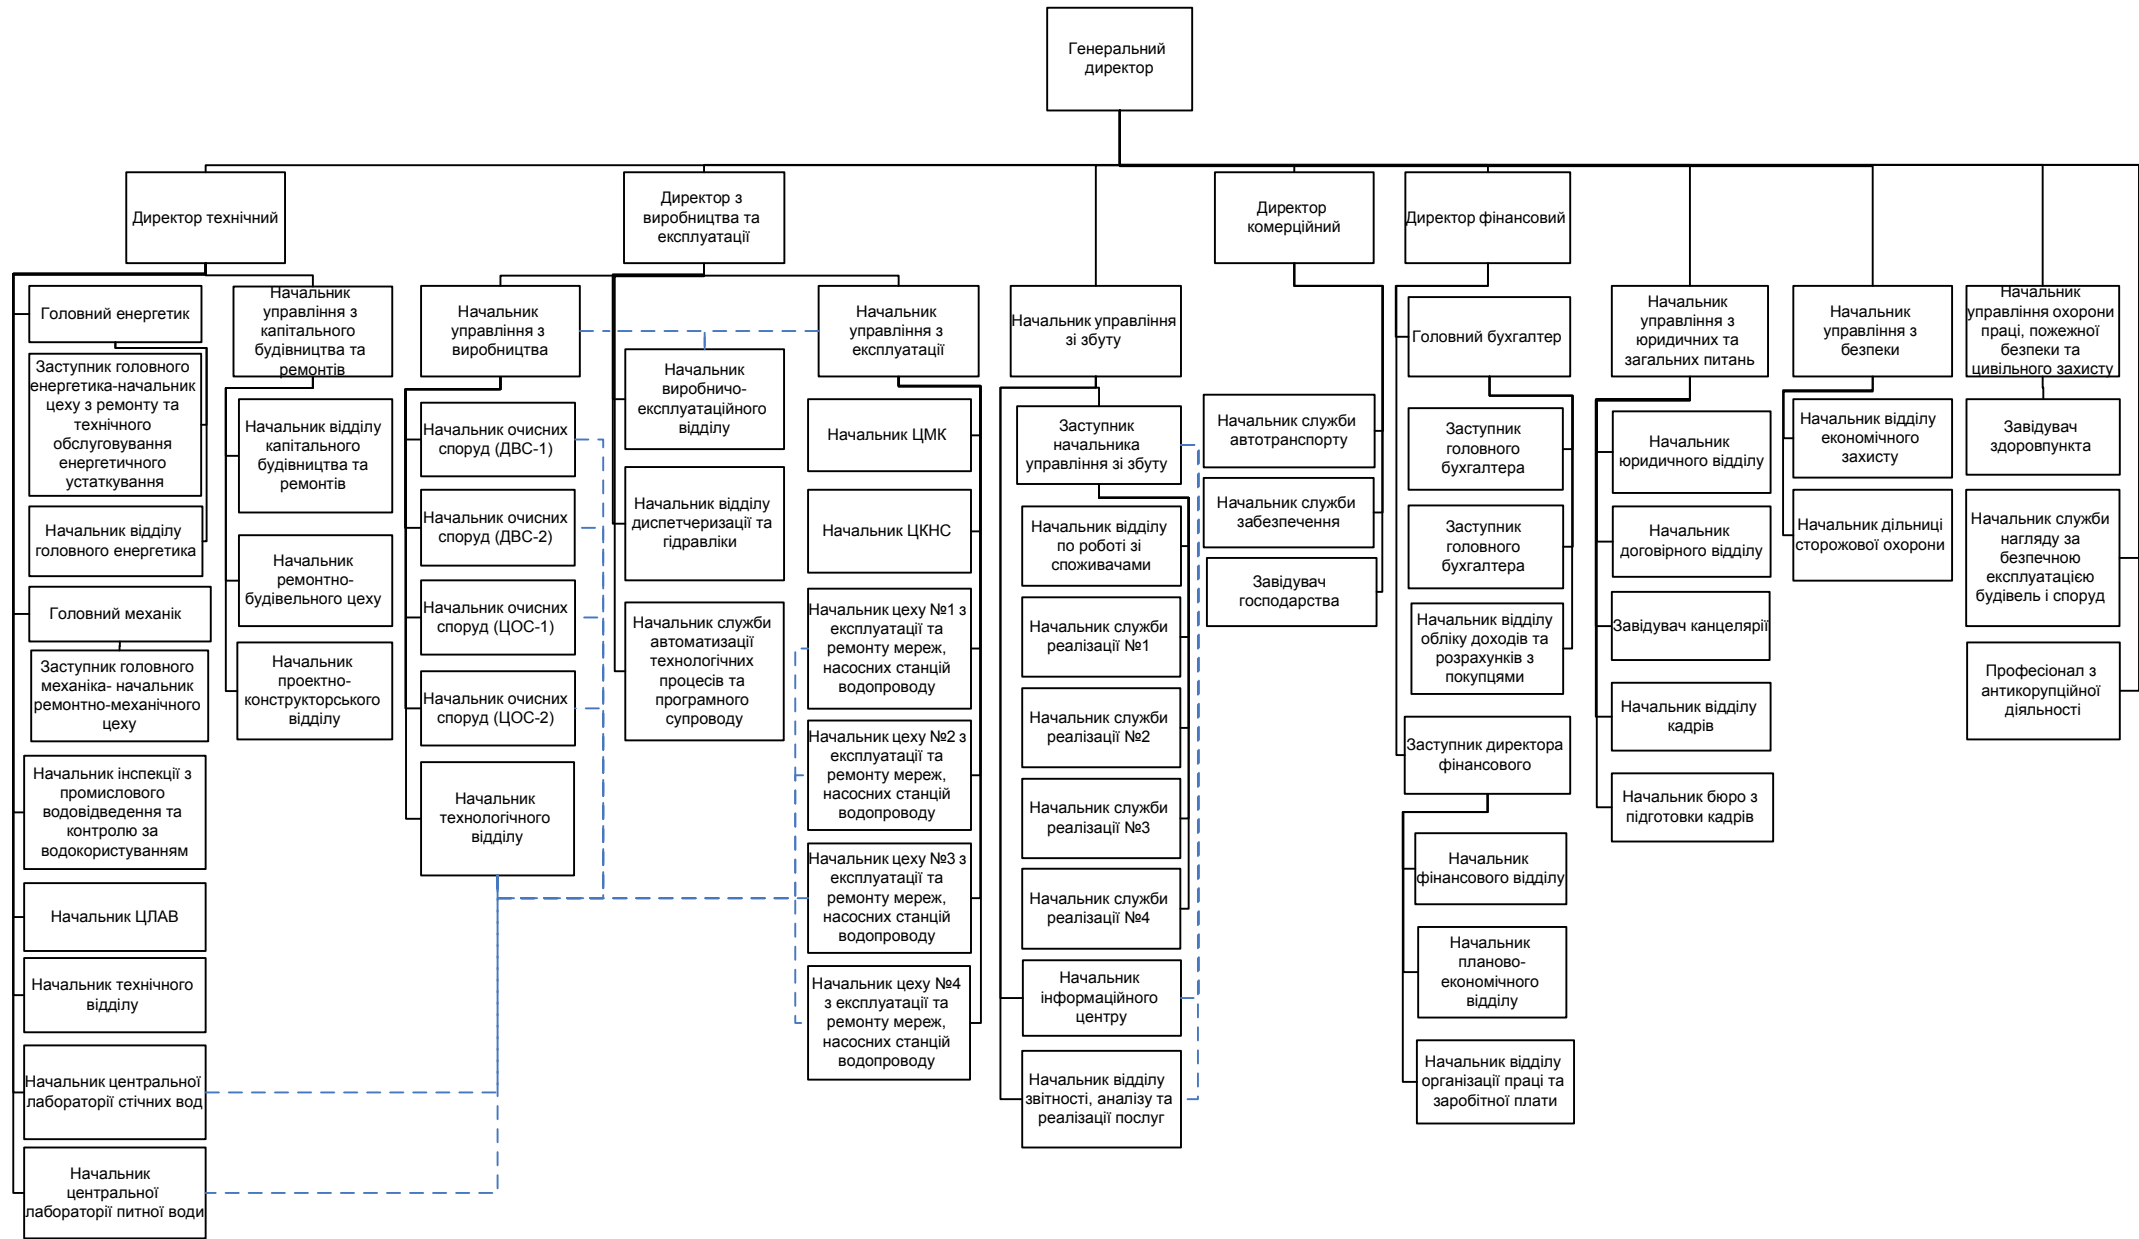 Генеральний
директор
Директор технічний
Директор з
виробництва та
експлуатації
Директор
комерційний
Директор фінансовий
Головний енергетик
Заступник головного
енергетика-начальник
цеху з ремонту та
технічного
обслуговування
енергетичного
устаткування
Начальник відділу
головного енергетика
Головний механік
Заступник головного
механіка- начальник
ремонтно-механічного
цеху
Начальник інспекції з
промислового
водовідведення та
контролю за
водокористуванням
Начальник ЦЛАВ
Начальник технічного
відділу
Начальник центральної
лабораторії стічних вод
Начальник
центральної
лабораторії питної води
Начальник
управління з
капітального
будівництва та
ремонтів
Начальник відділу
капітального
будівництва та
ремонтів
Начальник
ремонтно-
будівельного цеху
Начальник
проектно-
конструкторського
відділу
Начальник
управління з
виробництва
Начальник очисних
споруд (ДВС-1)
Начальник очисних
споруд (ДВС-2)
Начальник очисних
споруд (ЦОС-1)
Начальник очисних
споруд (ЦОС-2)
Начальник
технологічного
відділу
Начальник
виробничо-
експлуатаційного
відділу
Начальник відділу
диспетчеризації та
гідравліки
Начальник служби
автоматизації
технологічних
процесів та
програмного
супроводу
Начальник
управління з
експлуатації
Начальник ЦМК
Начальник ЦКНС
Начальник цеху №1 з
експлуатації та
ремонту мереж,
насосних станцій
водопроводу
Начальник цеху №2 з
експлуатації та
ремонту мереж,
насосних станцій
водопроводу
Начальник цеху №3 з
експлуатації та
ремонту мереж,
насосних станцій
водопроводу
Начальник цеху №4
з експлуатації та
ремонту мереж,
насосних станцій
водопроводу
Начальник управління
зі збуту
Заступник
начальника
управління зі збуту
Начальник відділу
по роботі зі
споживачами
Начальник служби
реалізації №1
Начальник служби
реалізації №2
Начальник служби
реалізації №3
Начальник служби
реалізації №4
Начальник
інформаційного
центру
Начальник відділу
звітності, аналізу та
реалізації послуг
Начальник служби
автотранспорту
Начальник служби
забезпечення
Завідувач
господарства
Головний бухгалтер
Заступник
головного
бухгалтера
Заступник
головного
бухгалтера
Начальник відділу
обліку доходів та
розрахунків з
покупцями
Заступник директора
фінансового
Начальник
фінансового відділу
Начальник
планово-
економічного
відділу
Начальник відділу
організації праці та
заробітної плати
Начальник
управління з
юридичних та
загальних питань
Начальник
юридичного відділу
Начальник
договірного відділу
Завідувач канцелярії
Начальник відділу
кадрів
Начальник бюро з
підготовки кадрів
Начальник
управління з
безпеки
Начальник відділу
економічного
захисту
Начальник дільниці
сторожової охорони
Начальник
управління охорони
праці, пожежної
безпеки та
цивільного захисту
Завідувач
здоровпункта
Начальник служби
нагляду за
безпечною
експлуатацією
будівель і споруд
Професіонал з
антикорупційної
діяльності